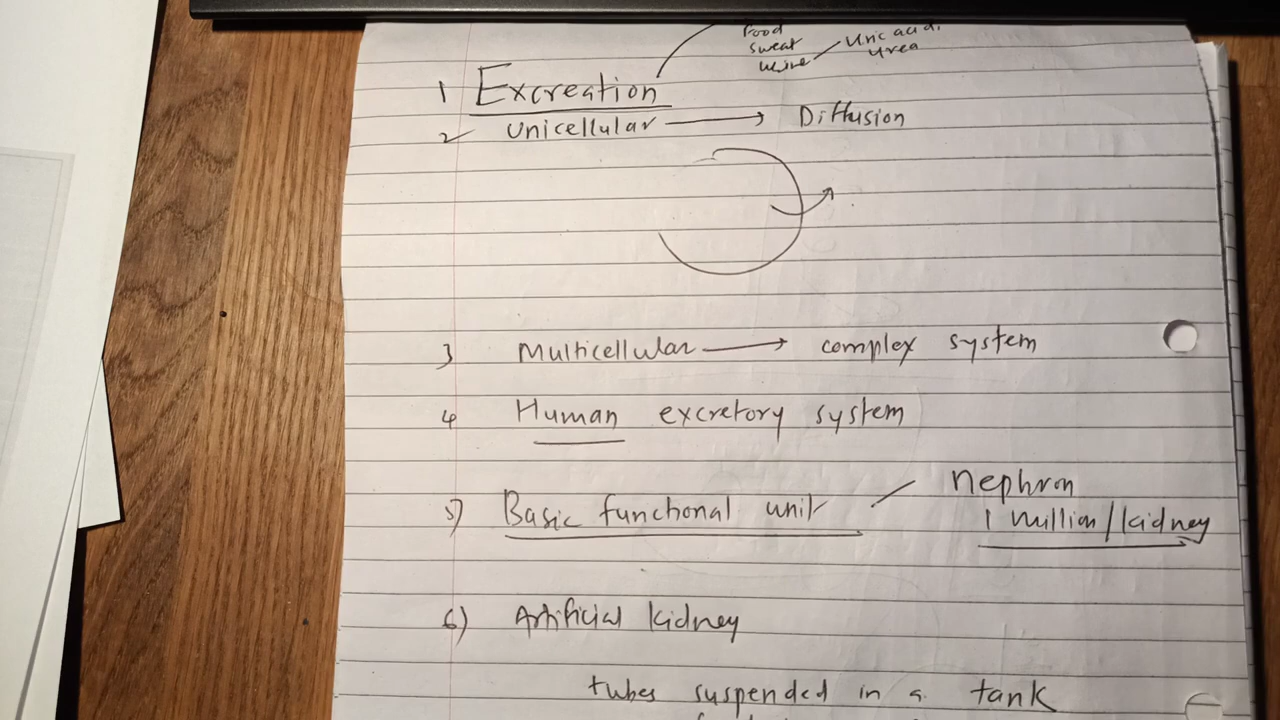 Food
sweat
Urine
Uric acid,
Urea
1 Excreation
2 Unicellular → Diffusion
3 Multicellular → complex system
4 Human excretory system
5) Basic functional unit
nephron
1 million/kidney
6) Artificial kidney
tubes suspended in a tank